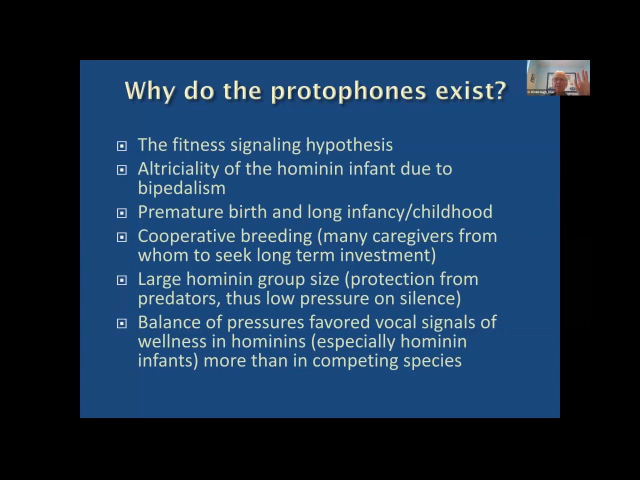 Why do the protophones exist?
The fitness signaling hypothesis
Altriciality of the hominin infant due to
bipedalism
Premature birth and long infancy/childhood
Cooperative breeding (many caregivers from
whom to seek long term investment)
Large hominin group size (protection from
predators, thus low pressure on silence)
Balance of pressures favored vocal signals of
wellness in hominins (especially hominin
infants) more than in competing species